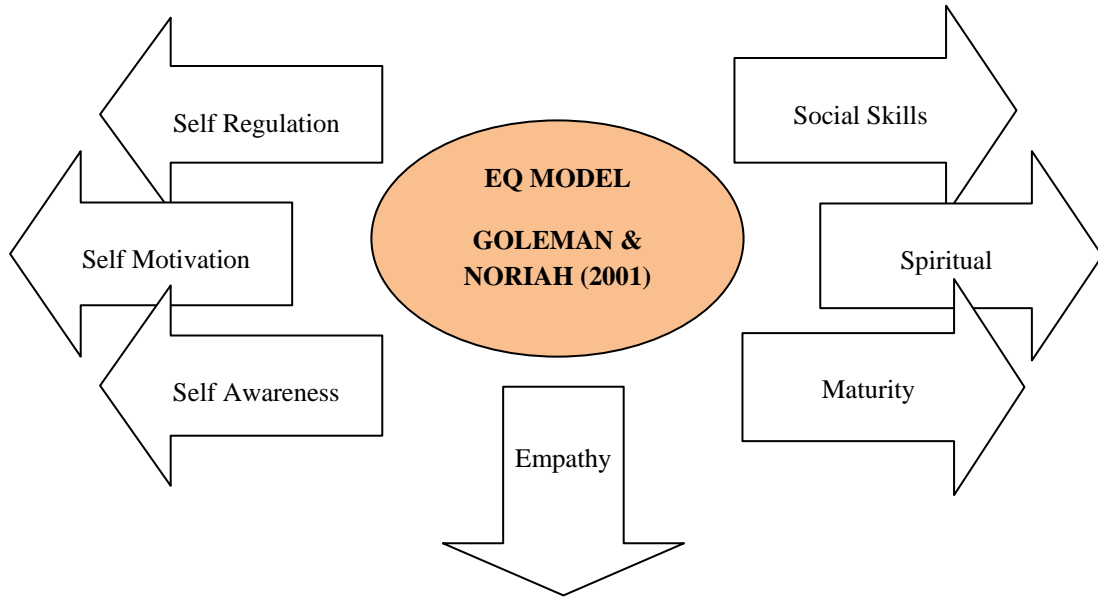 Self Regulation
Social Skills
EQ MODEL
GOLEMAN &
NORIAH (2001)
Self Motivation
Spiritual
Self Awareness
Maturity
Empathy